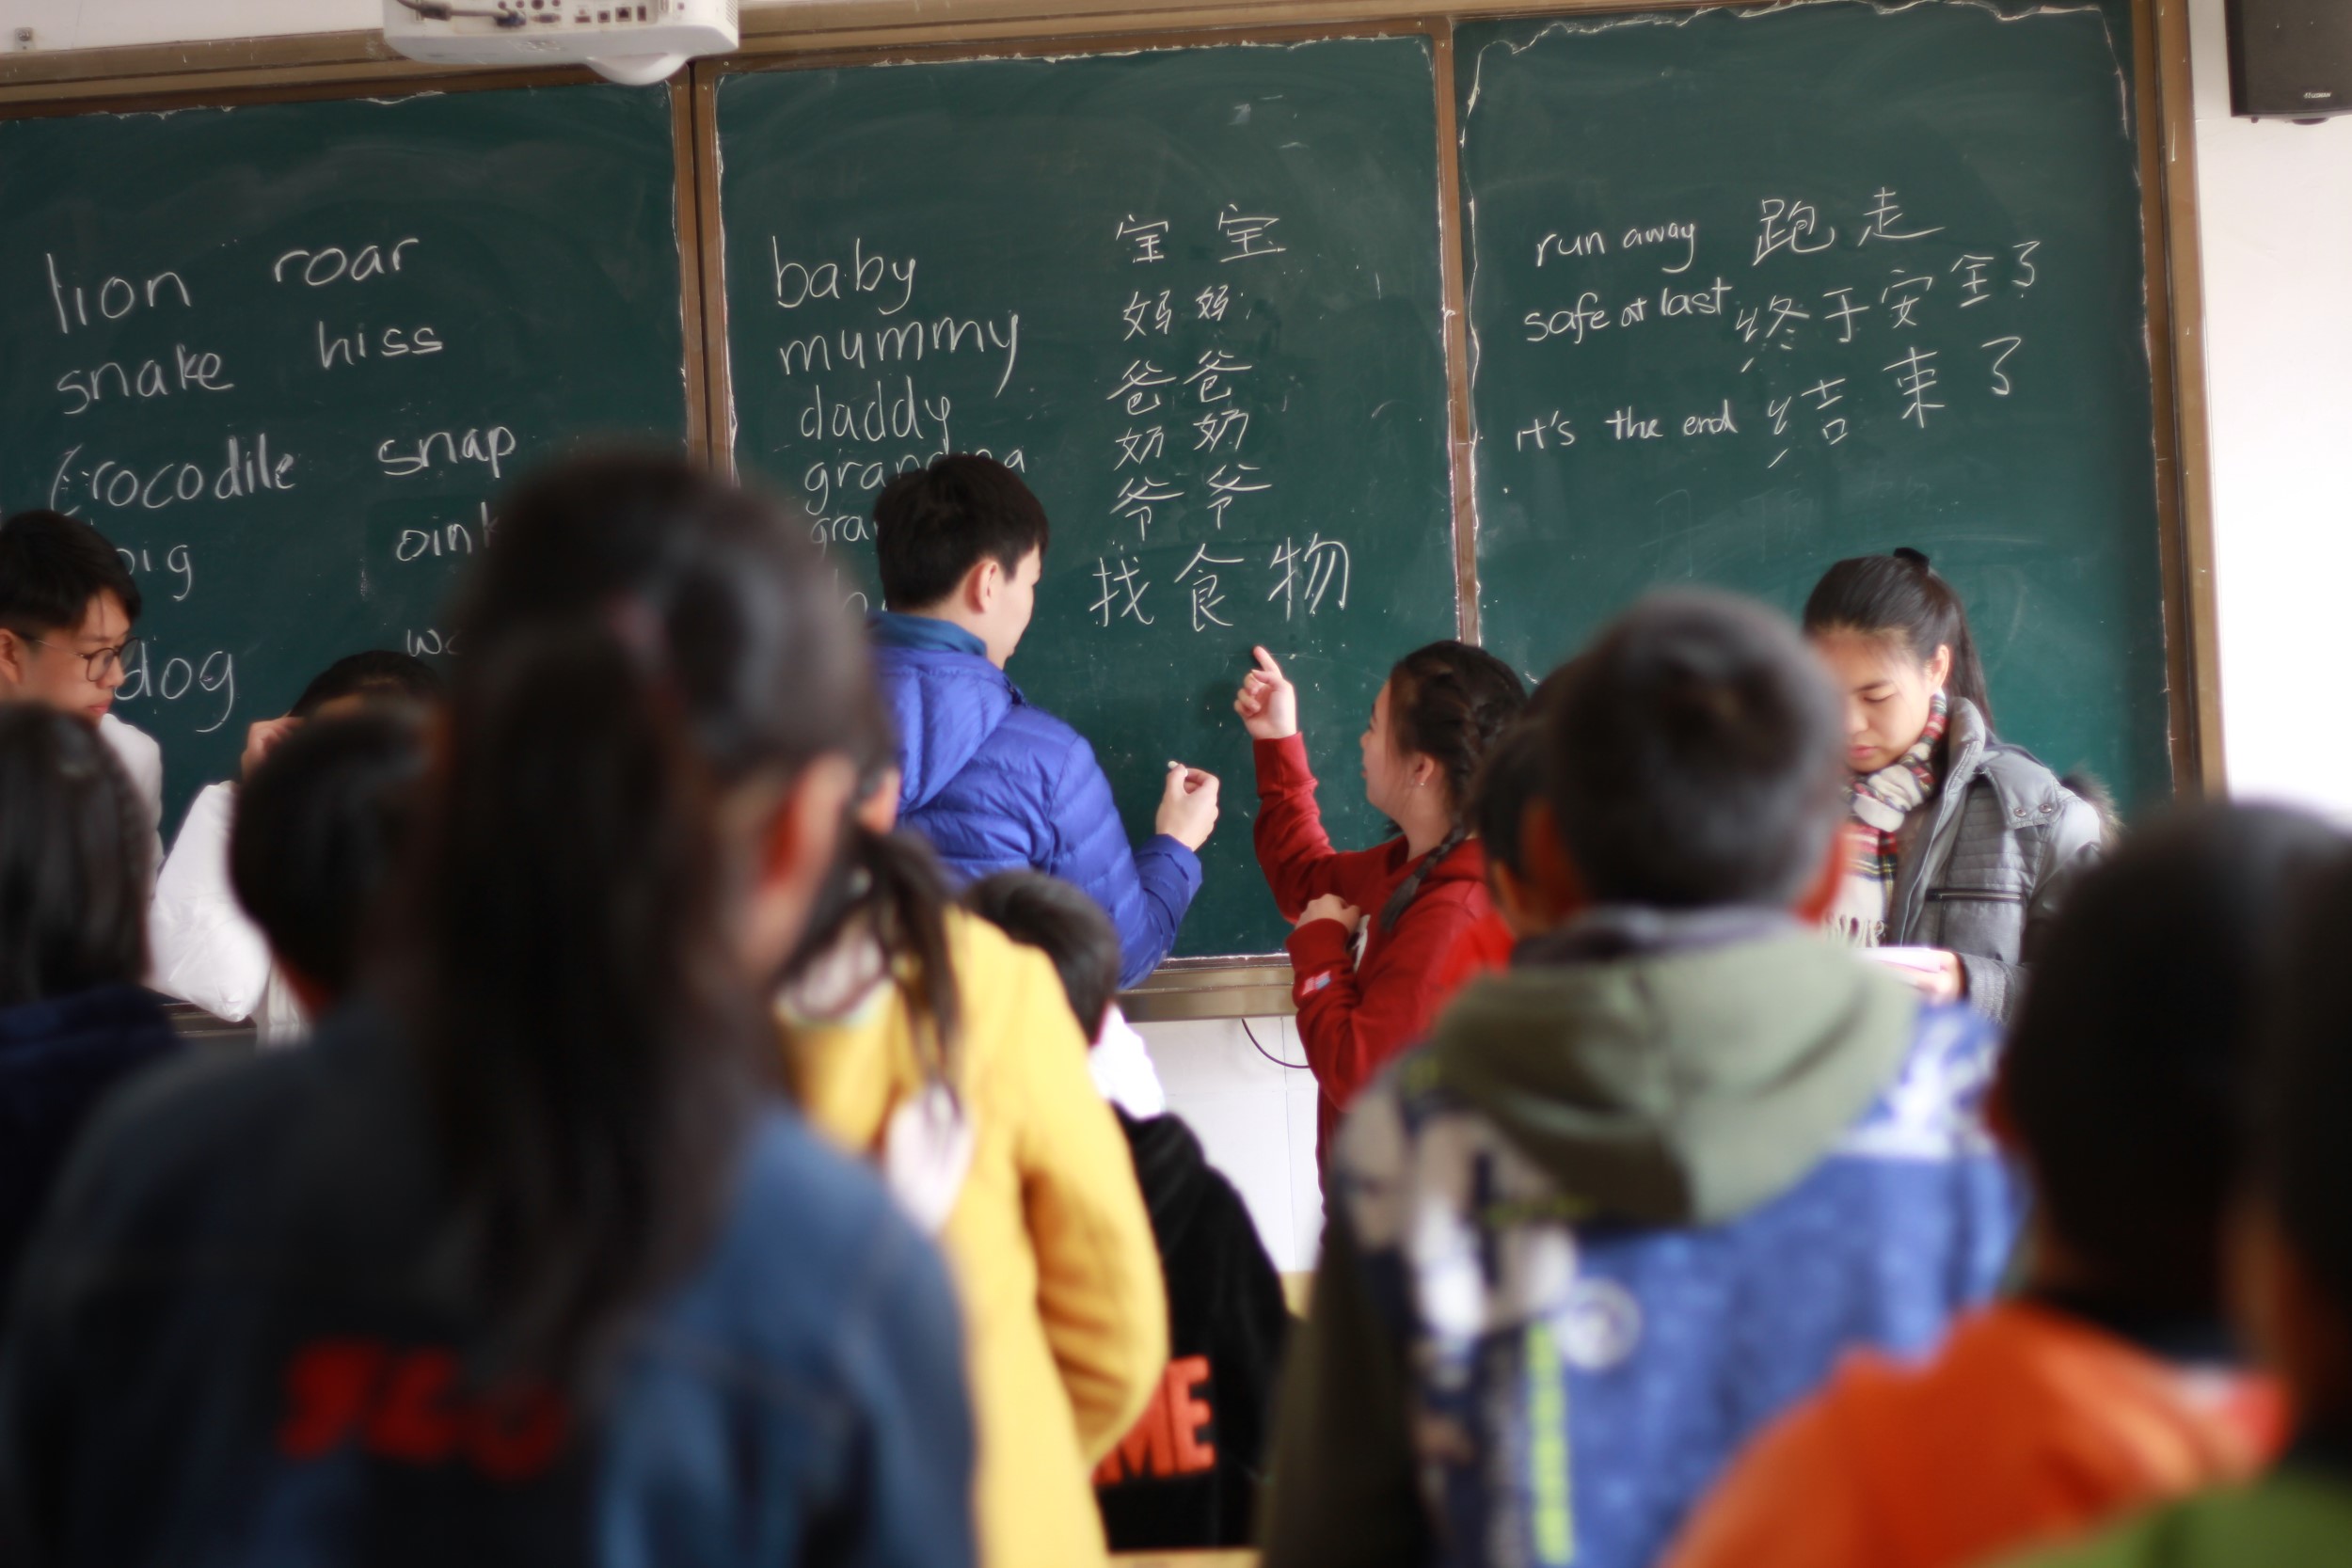 lion roar
snake hiss
crocodile snap
pig
dog
baby 宝宝
mummy 妈妈
daddy 爸爸
奶奶
爷爷
找食物
run away 跑走
safe at last 终于安全了
it's the end 结束了